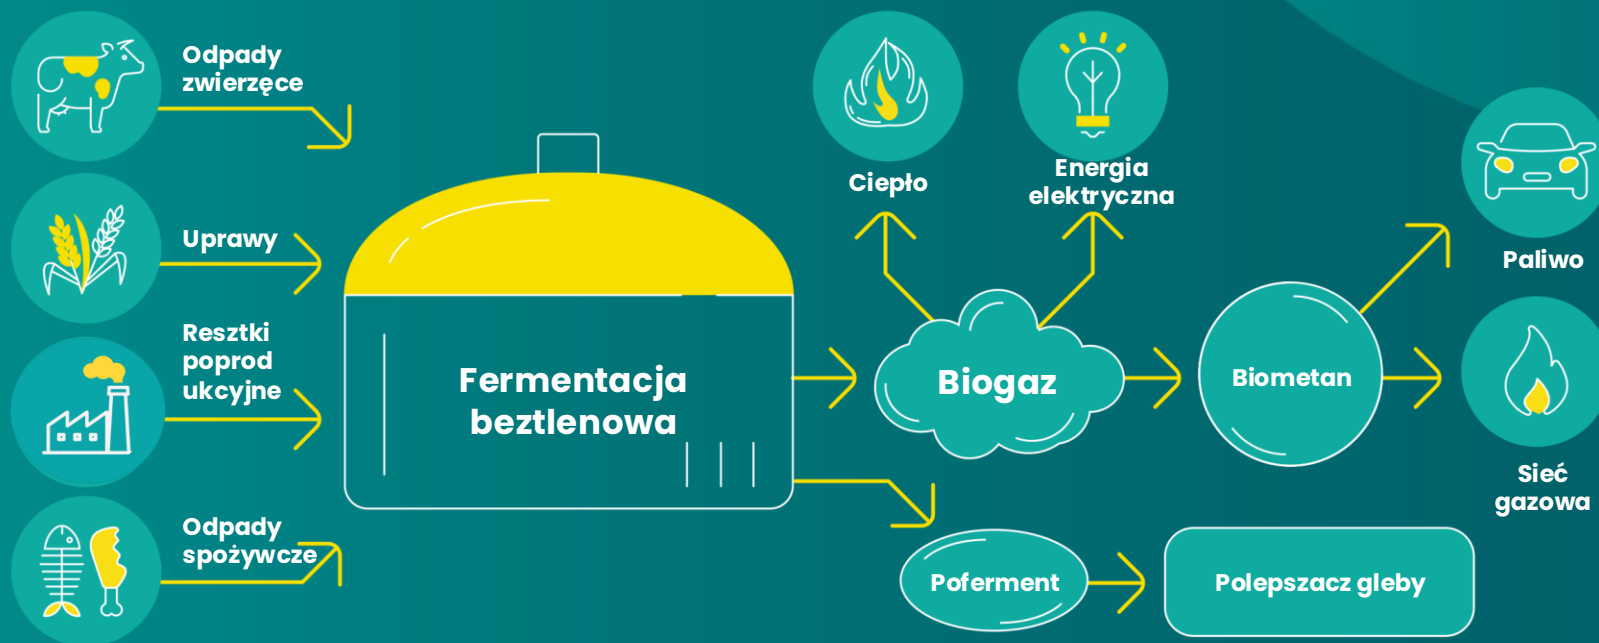 Odpady
zwierzęce
Uprawy
Resztki
poprod
ukcyjne
Odpady
spożywcze
Fermentacja
beztlenowa
Ciepło
Energia
elektryczna
Biogaz
Biometan
Paliwo
Sieć
gazowa
Poferment
Polepszacz gleby